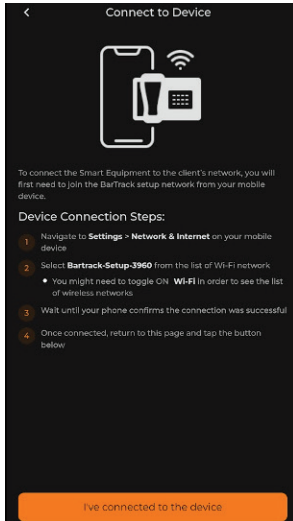 Connect to Device
To connect the Smart Equipment to the client's network, you will
first need to join the BarTrack setup network from your mobile
device.
Device Connection Steps:
1 Navigate to Settings > Network & Internet on your mobile
device
2 Select Bartrack-Setup-3960 from the list of Wi-Fi network
• You might need to toggle ON Wi-Fi in order to see the list
of wireless networks
3 Wait until your phone confirms the connection was successful
4 Once connected, return to this page and tap the button
below
I've connected to the device